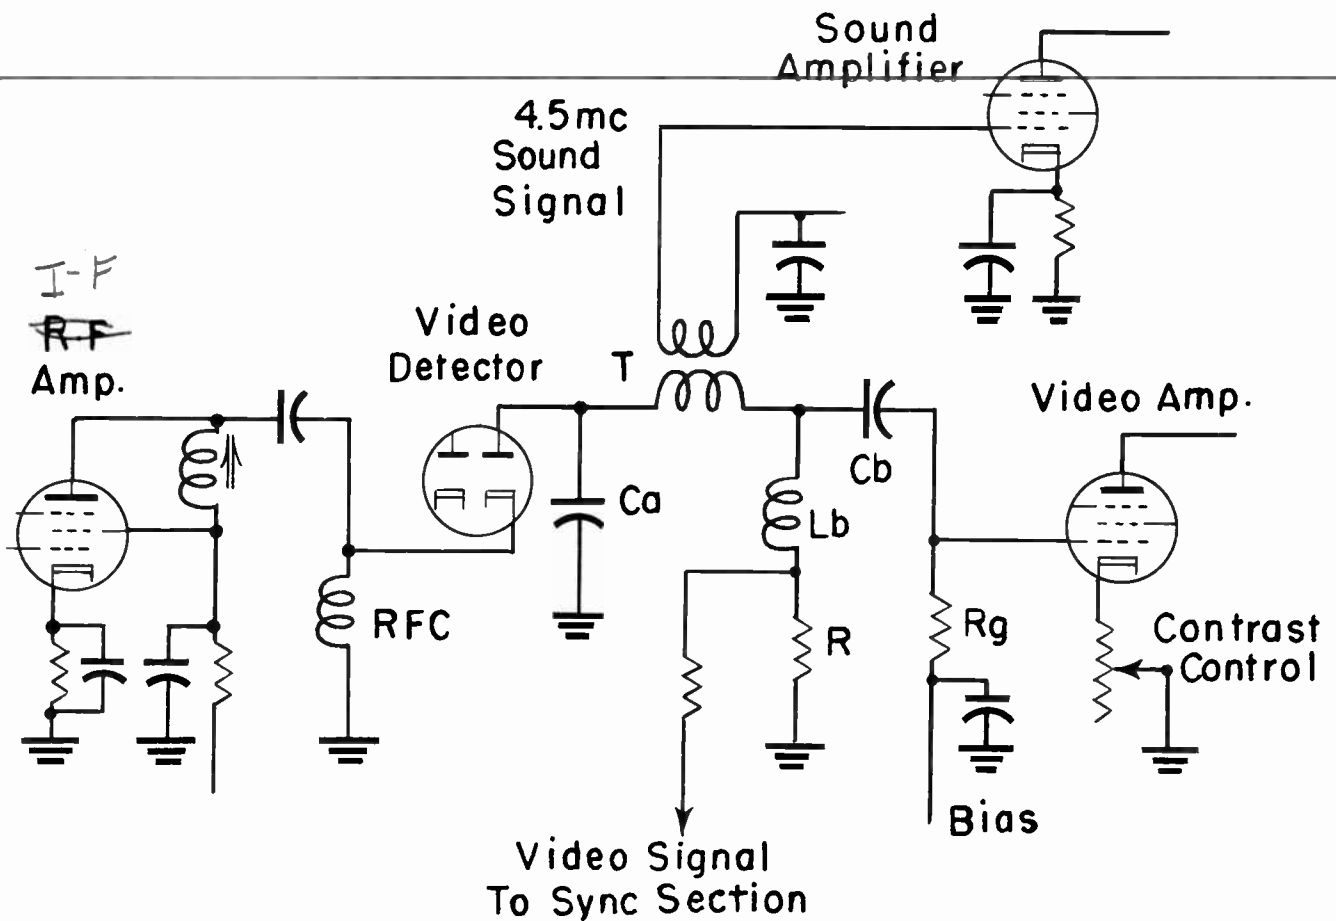 Sound
Amplifier
4.5mc
Sound
Signal
I-F
R-F
Amp.
Video
Detector
T
Video Amp.
Ca
Cb
Lb
RFC
R
Rg
Contrast
Control
Bias
Video Signal
To Sync Section